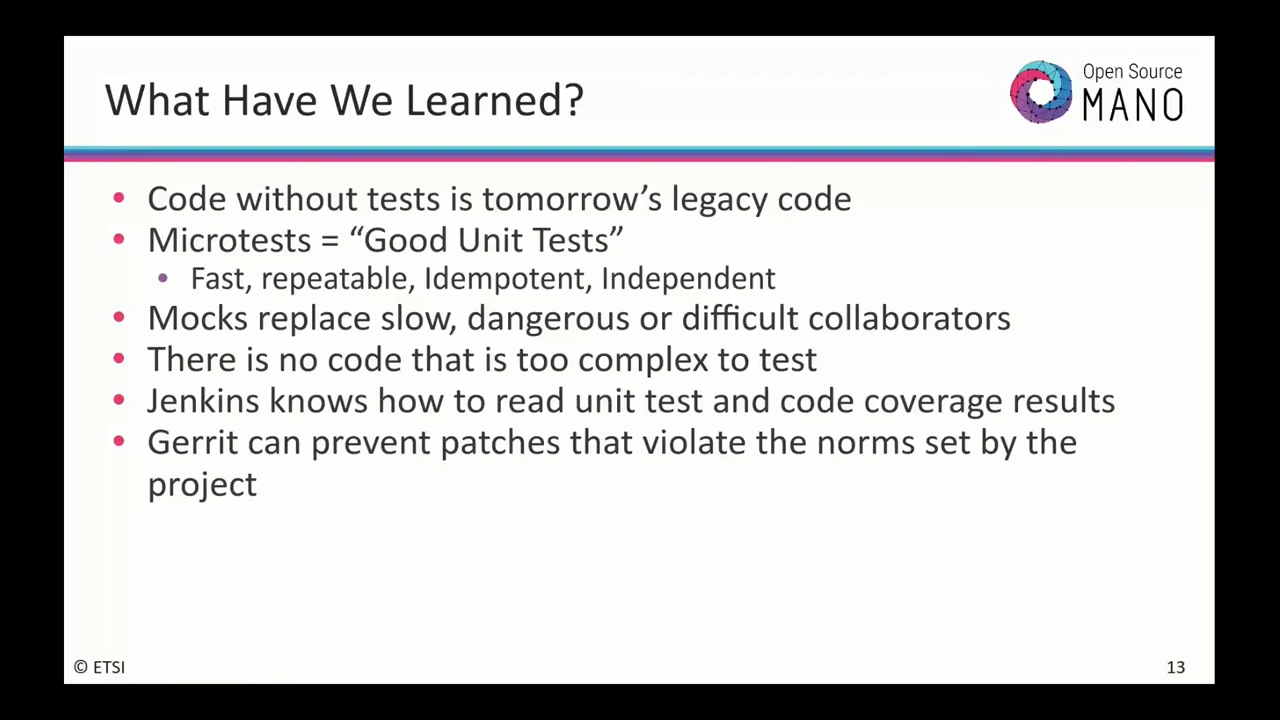 What Have We Learned?
Open Source
MANO
• Code without tests is tomorrow’s legacy code
• Microtests = “Good Unit Tests”
• Fast, repeatable, Idempotent, Independent
• Mocks replace slow, dangerous or difficult collaborators
• There is no code that is too complex to test
• Jenkins knows how to read unit test and code coverage results
• Gerrit can prevent patches that violate the norms set by the
project
© ETSI
13